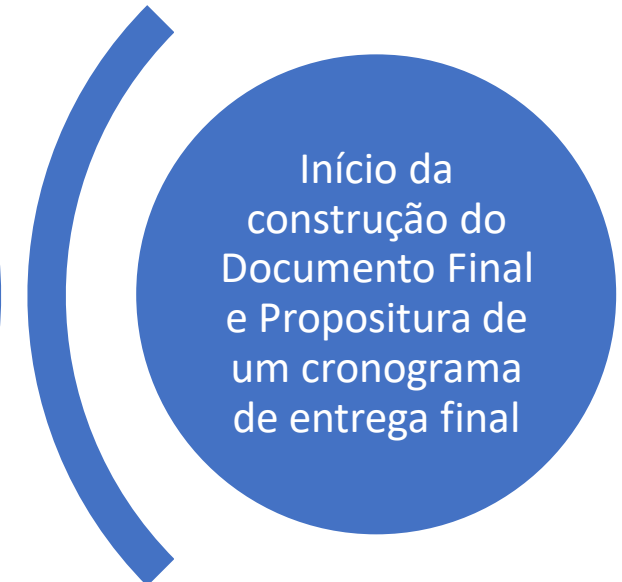 Início da
construção do
Documento Final
e Propositura de
um cronograma
de entrega final